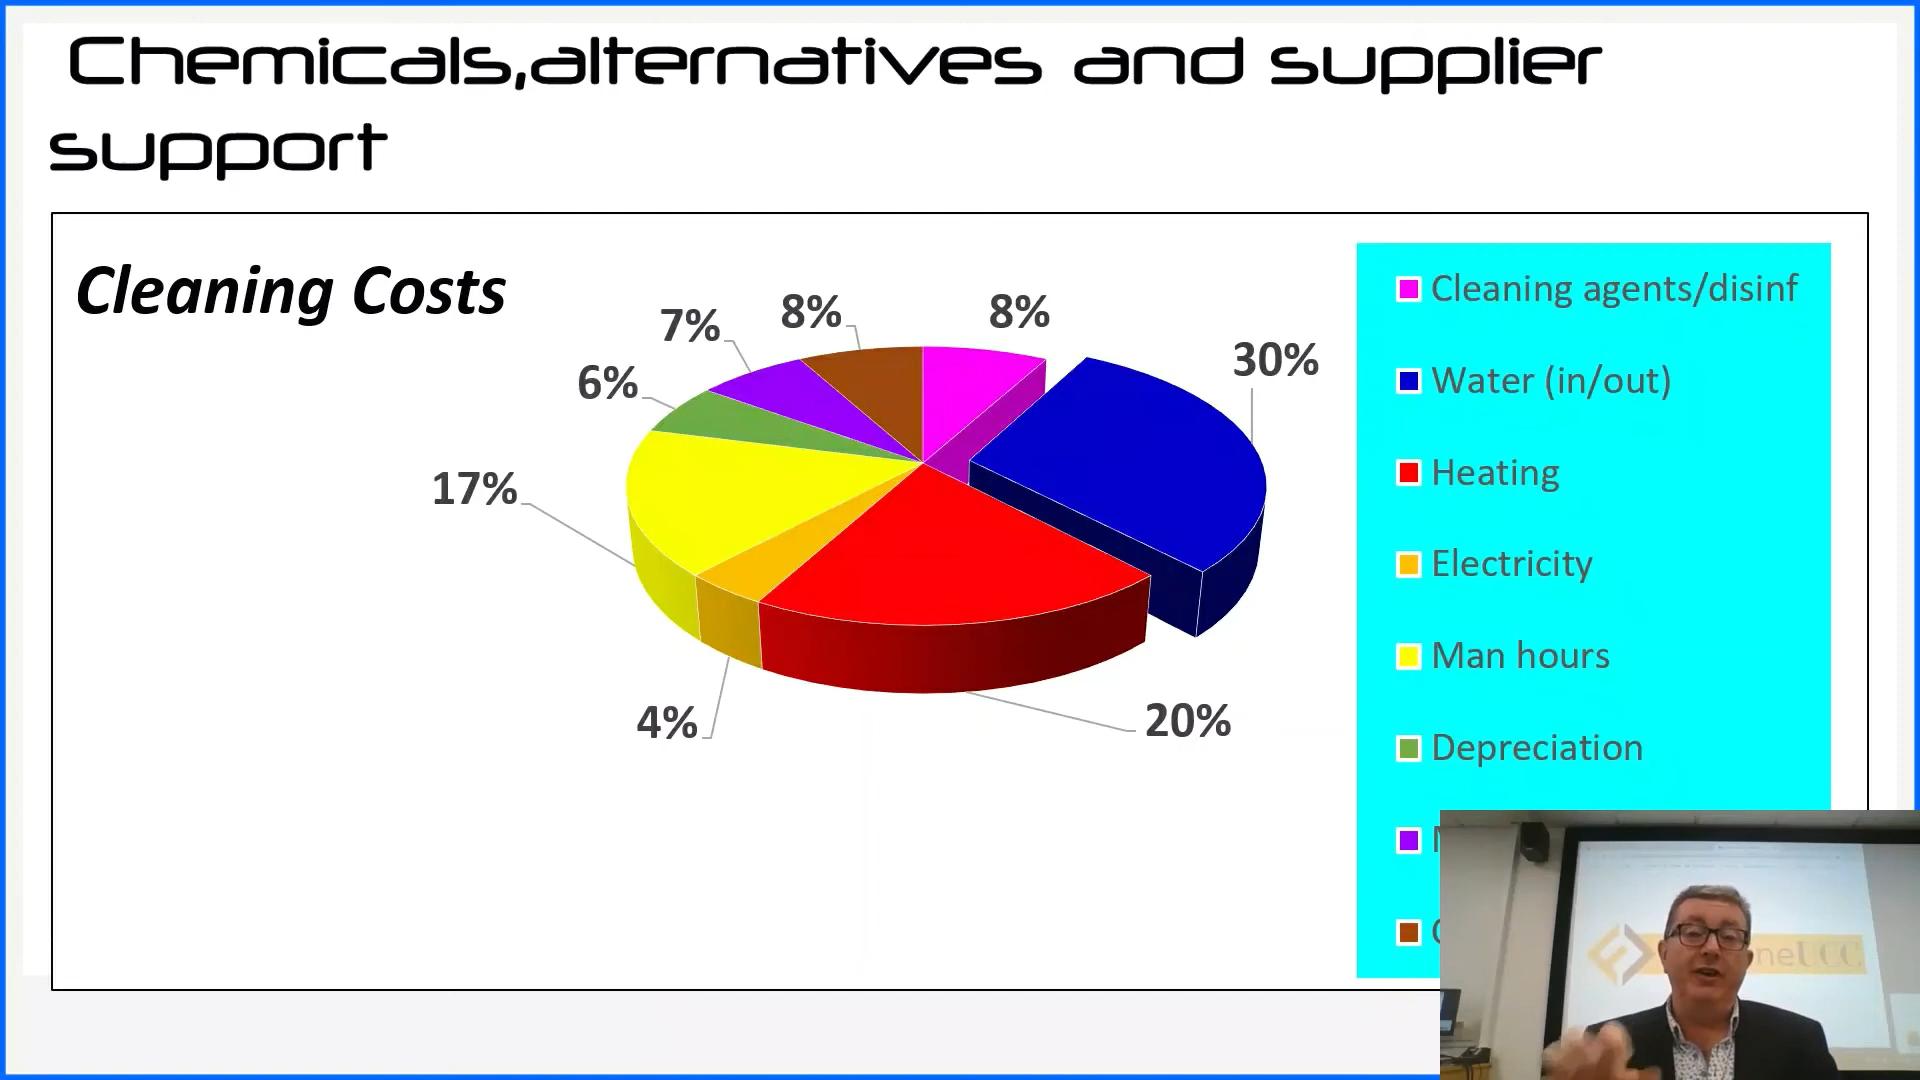 Chemicals,alternatives and supplier
support
Cleaning Costs
7%
8%
8%
30%
6%
17%
4%
20%
Cleaning agents/disinf
Water (in/out)
Heating
Electricity
Man hours
Depreciation